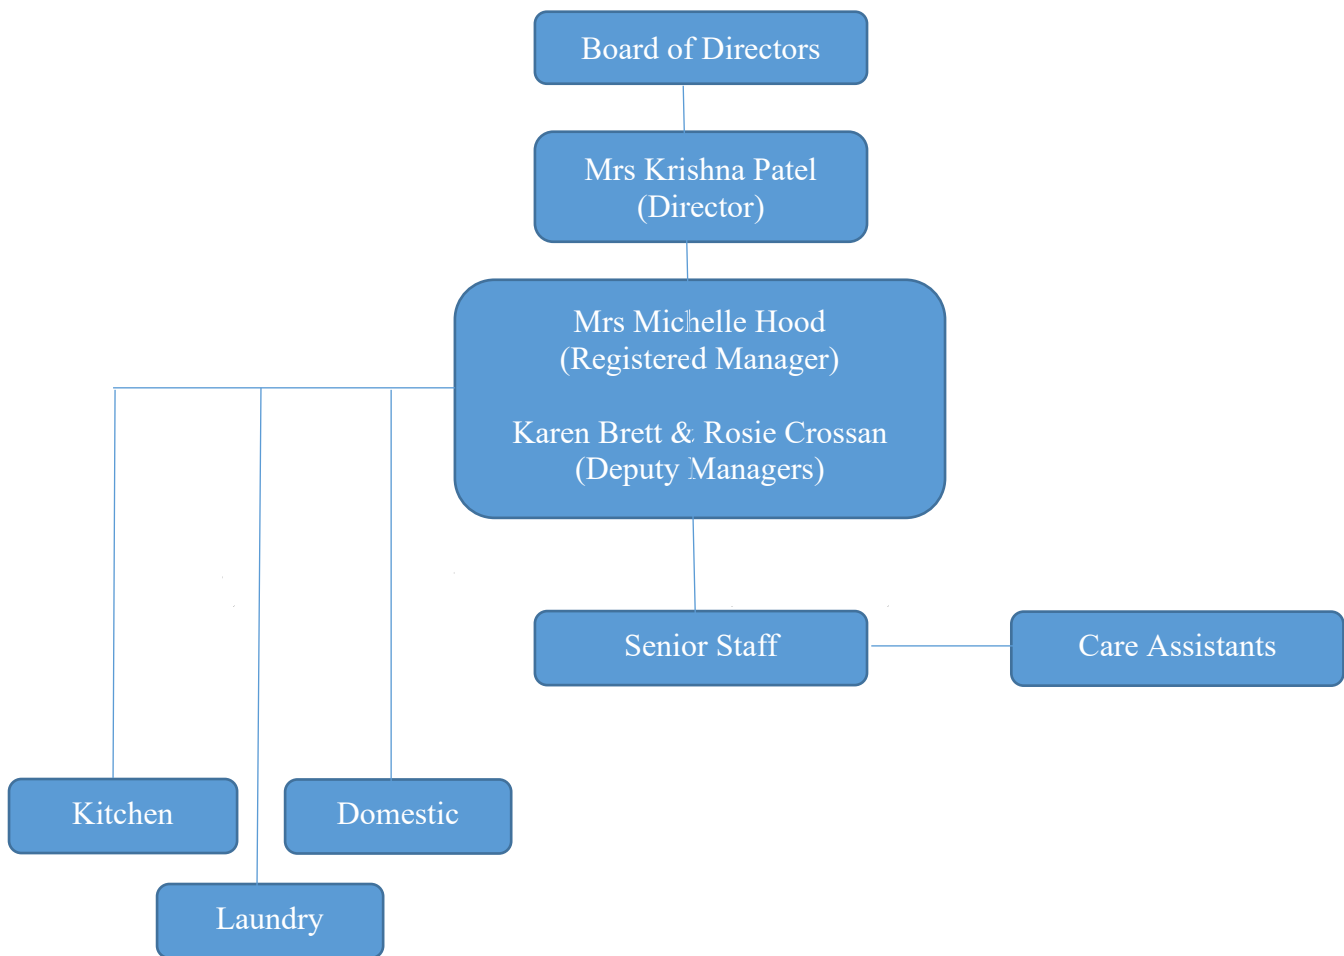 Board of Directors
Mrs Krishna Patel
(Director)
Mrs Michelle Hood
(Registered Manager)
Karen Brett & Rosie Crossan
(Deputy Managers)
Senior Staff
Care Assistants
Kitchen
Domestic
Laundry